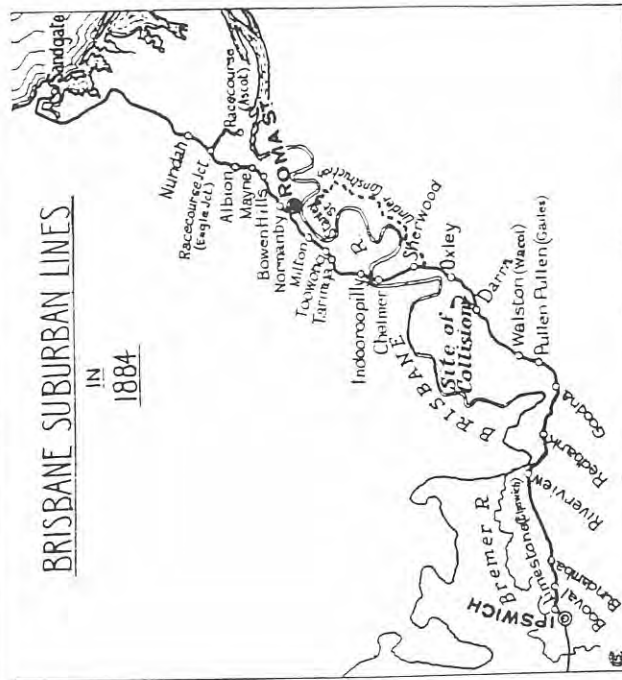 BRISBANE SUBURBAN LINES
IN
1884
Sandgate
Nundah
Racecourse Jct.
(Eagle Jct.)
Racecourse
(Ascot)
Albion
Mayne
Bowen Hills
Normanby
ROMA ST.
Milton
Toowong
Taringa
Under Construction
R
Indooroopilly
Chelmer
Sherwood
Oxley
BRISBANE
Site of
Collision
Darra
Walston (Wacol)
Pullen Pullen (Gailes)
Goodna
Redbank
Riverview
Bremer R
Limestone (Ipswich)
Bundamba
Booval
IPSWICH